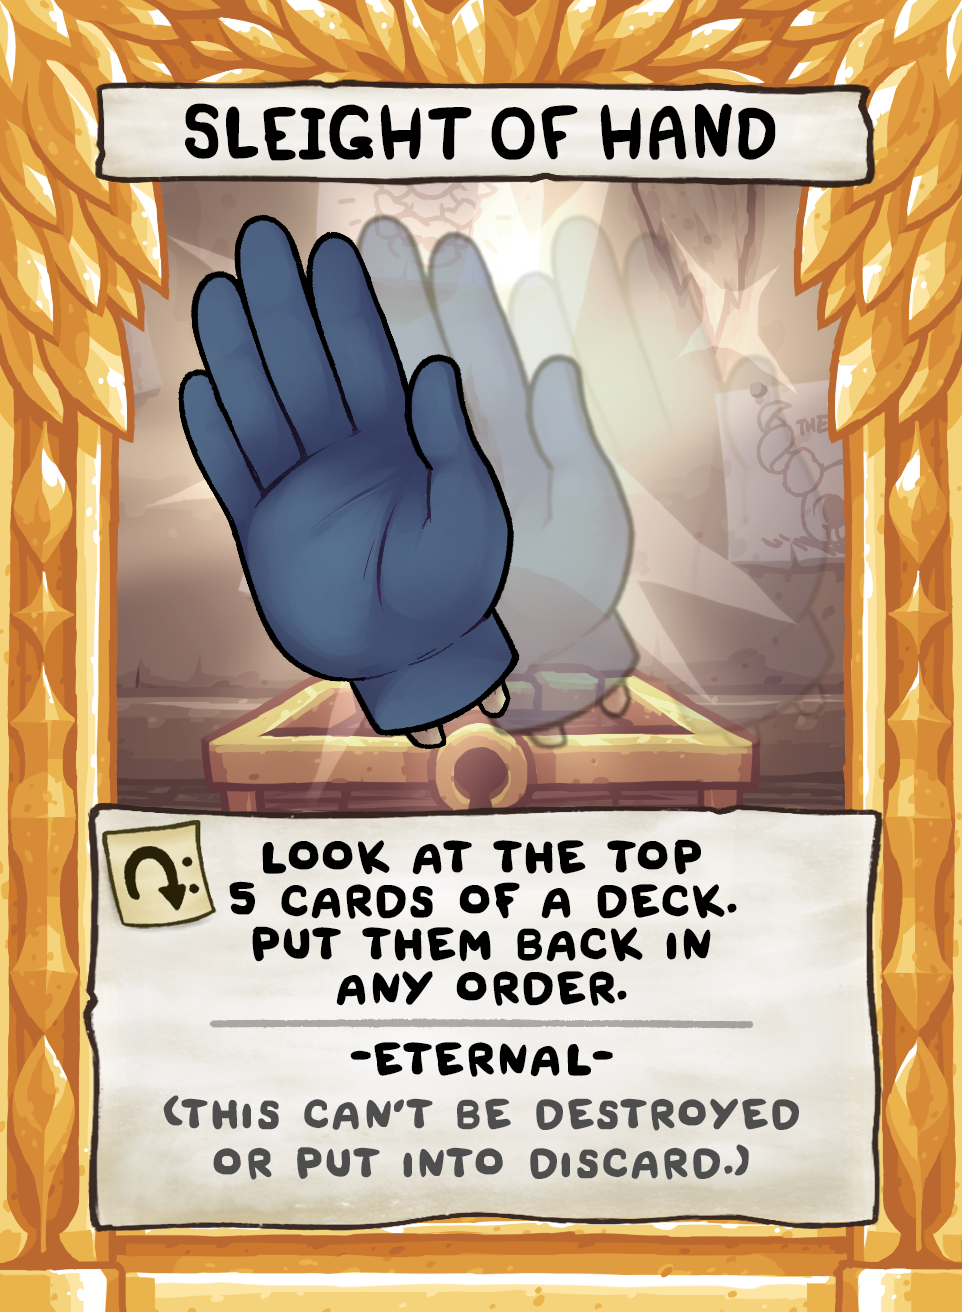 SLEIGHT OF HAND
THE
LOOK AT THE TOP
5 CARDS OF A DECK.
PUT THEM BACK IN
ANY ORDER.
-ETERNAL-
(THIS CAN'T BE DESTROYED
OR PUT INTO DISCARD.)